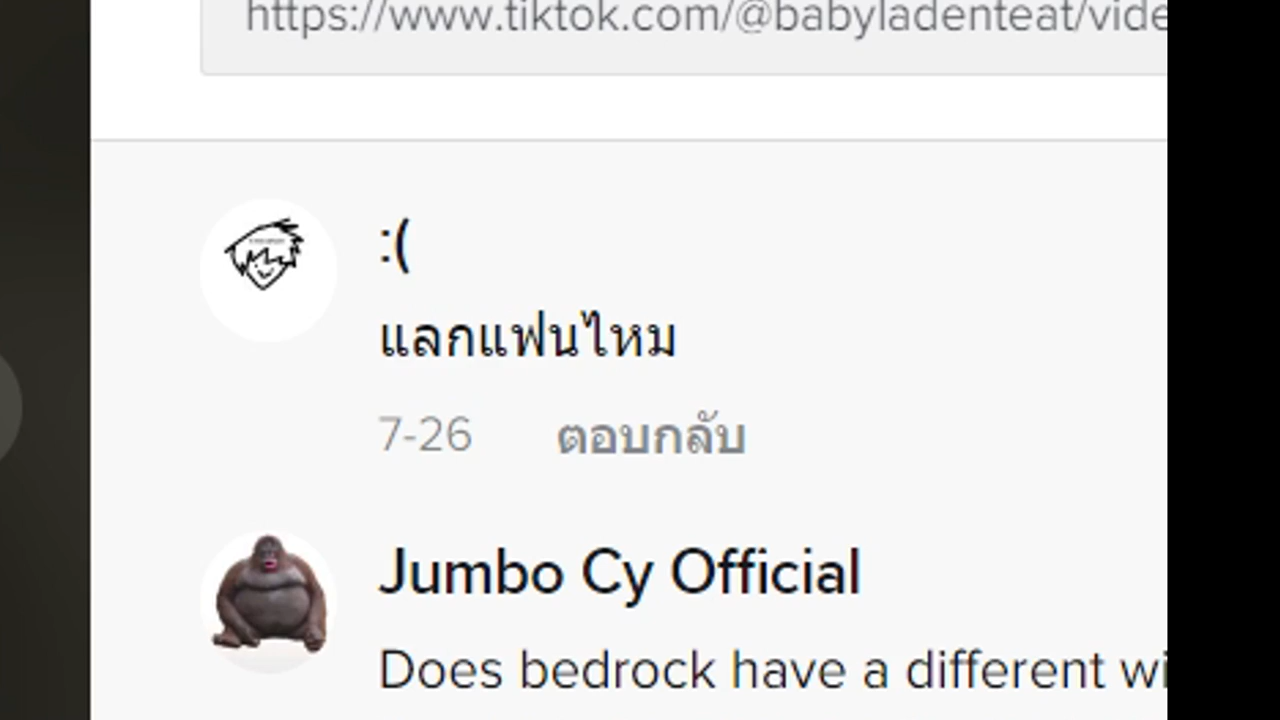 https://www.tiktok.com/@babyladenteat/vide
:(
แลกแฟนไหม
7-26 ตอบกลับ
Jumbo Cy Official
Does bedrock have a different wi